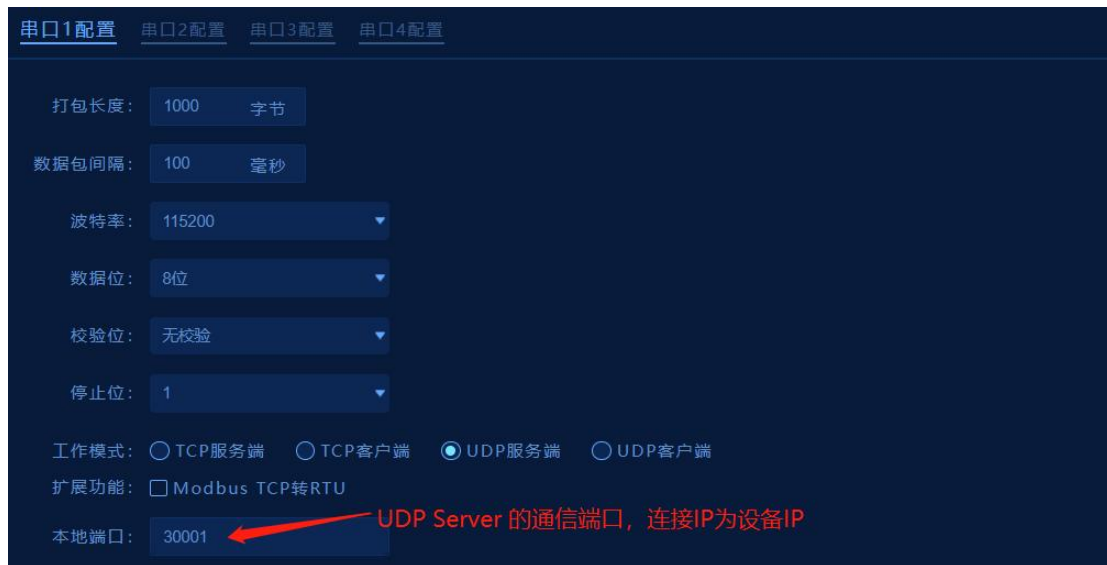 串口1配置 串口2配置 串口3配置 串口4配置
打包长度： 1000 字节
数据包间隔： 100 毫秒
波特率： 115200
数据位： 8位
校验位： 无校验
停止位： 1
工作模式： TCP服务端 TCP客户端 UDP服务端 UDP客户端
扩展功能： Modbus TCP转RTU
UDP Server 的通信端口，连接IP为设备IP
本地端口： 30001